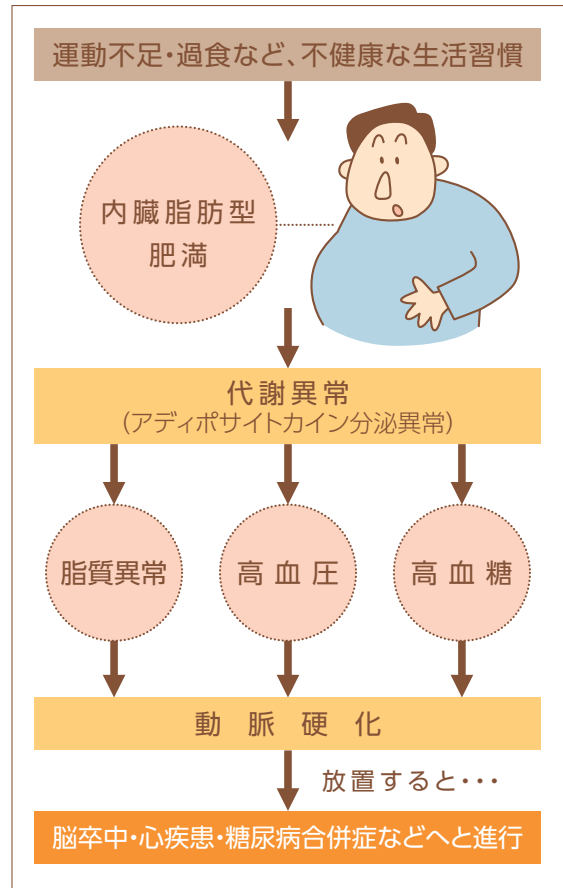 運動不足・過食など、不健康な生活習慣
内臓脂肪型
肥満
代謝異常
(アディポサイトカイン分泌異常)
脂質異常
高血圧
高血糖
動脈硬化
放置すると・・・
脳卒中・心疾患・糖尿病合併症などへと進行